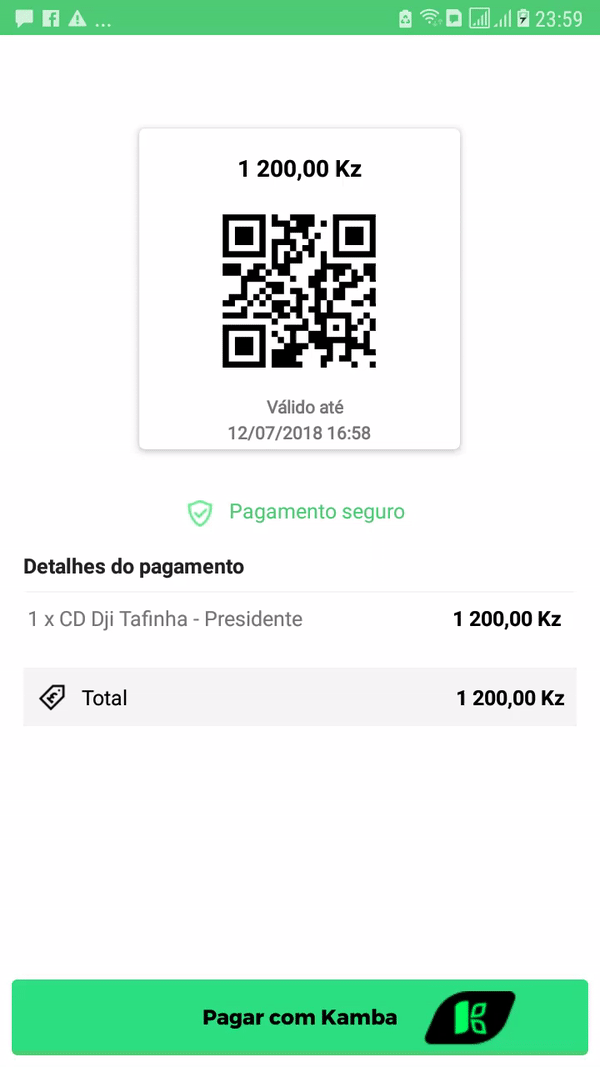 ... 23:59
1 200,00 Kz
Válido até
12/07/2018 16:58
Pagamento seguro
Detalhes do pagamento
1 x CD Dji Tafinha - Presidente 1 200,00 Kz
Total 1 200,00 Kz
Pagar com Kamba